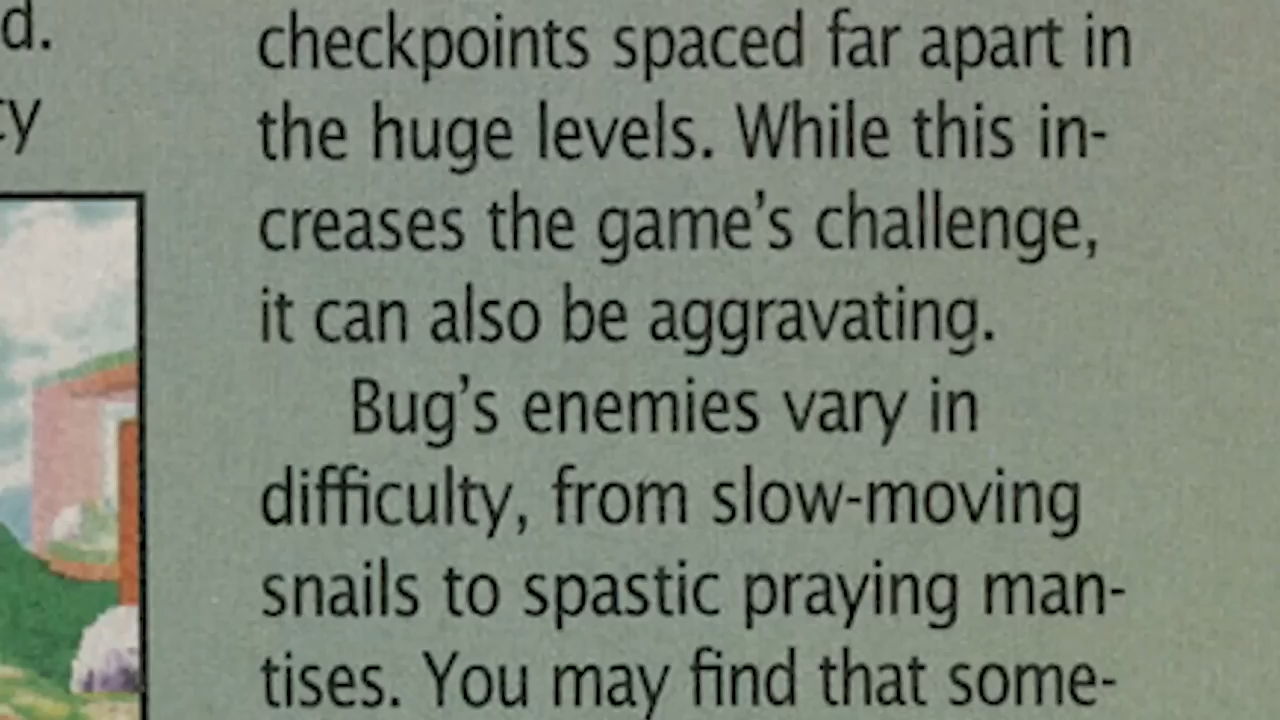 d.
ty
checkpoints spaced far apart in
the huge levels. While this in-
creases the game's challenge,
it can also be aggravating.
Bug's enemies vary in
difficulty, from slow-moving
snails to spastic praying man-
tises. You may find that some-